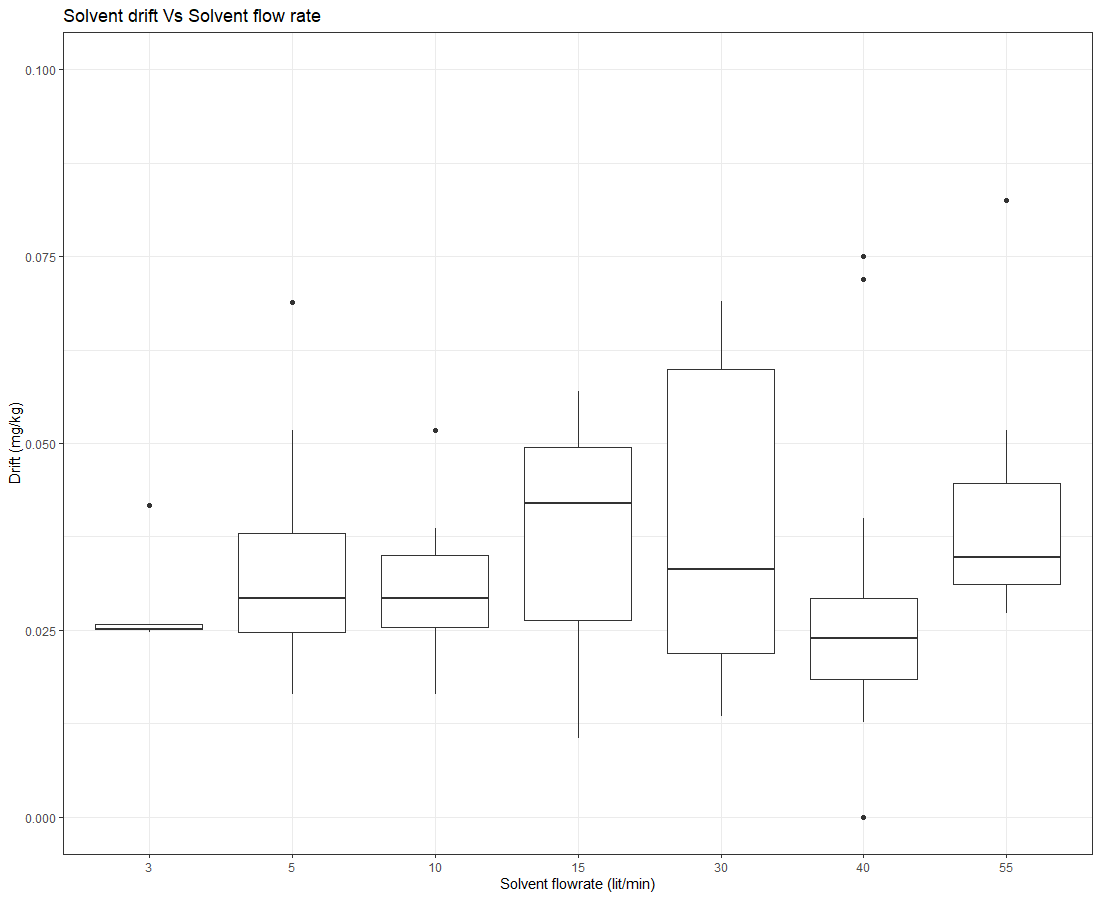 Solvent drift Vs Solvent flow rate
0.100
0.075
0.050
0.025
0.000
Drift (mg/kg)
3 5 10 15 30 40 55
Solvent flowrate (lit/min)